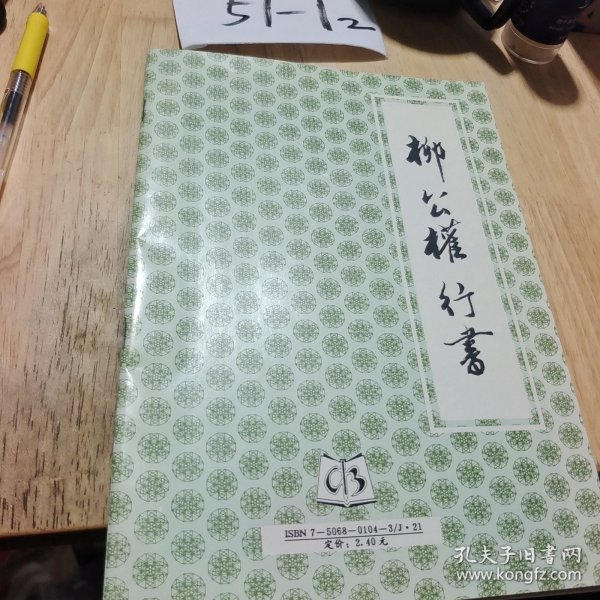 51-12
柳公權行書
CB
ISBN 7—5068—0104—3/J·21
定价：2.40元
孔夫子旧书网
www.kongfz.com